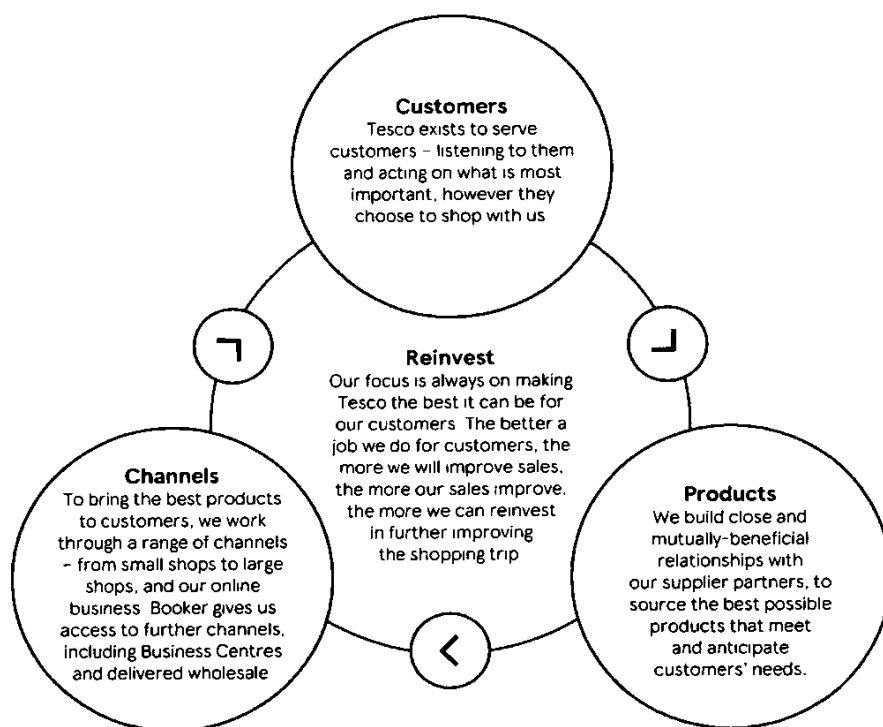 Customers
Tesco exists to serve
customers – listening to them
and acting on what is most
important, however they
choose to shop with us
Reinvest
Our focus is always on making
Tesco the best it can be for
our customers The better a
job we do for customers, the
more we will improve sales,
the more our sales improve,
the more we can reinvest
in further improving
the shopping trip
Channels
To bring the best products
to customers, we work
through a range of channels
– from small shops to large
shops, and our online
business Booker gives us
access to further channels,
including Business Centres
and delivered wholesale
Products
We build close and
mutually-beneficial
relationships with
our supplier partners, to
source the best possible
products that meet
and anticipate
customers' needs.